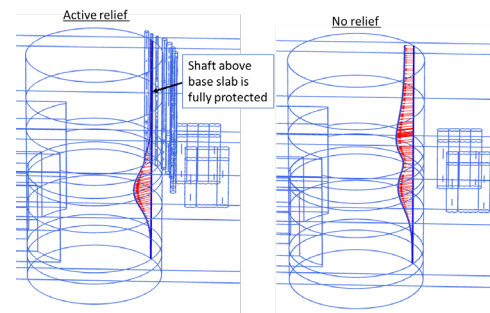 Active relief
No relief
Shaft above
base slab is
fully protected